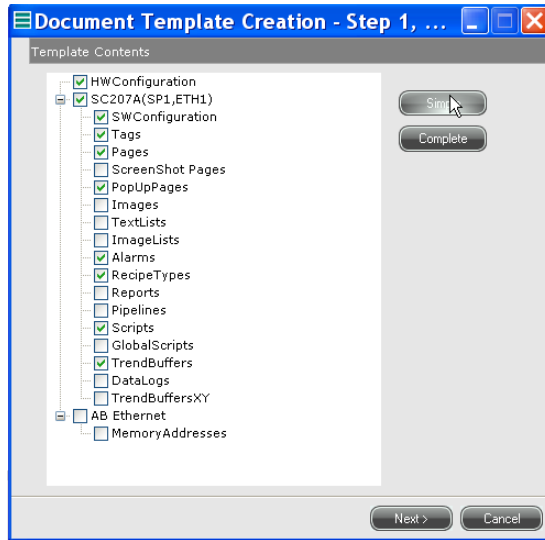 Document Template Creation - Step 1, ...
Template Contents
HWConfiguration
SC207A(SP1,ETH1)
SWConfiguration
Tags
Pages
ScreenShot Pages
PopUpPages
Images
TextLists
ImageLists
Alarms
RecipeTypes
Reports
Pipelines
Scripts
GlobalScripts
TrendBuffers
DataLogs
TrendBuffersXY
AB Ethernet
MemoryAddresses
Complete
Next >
Cancel